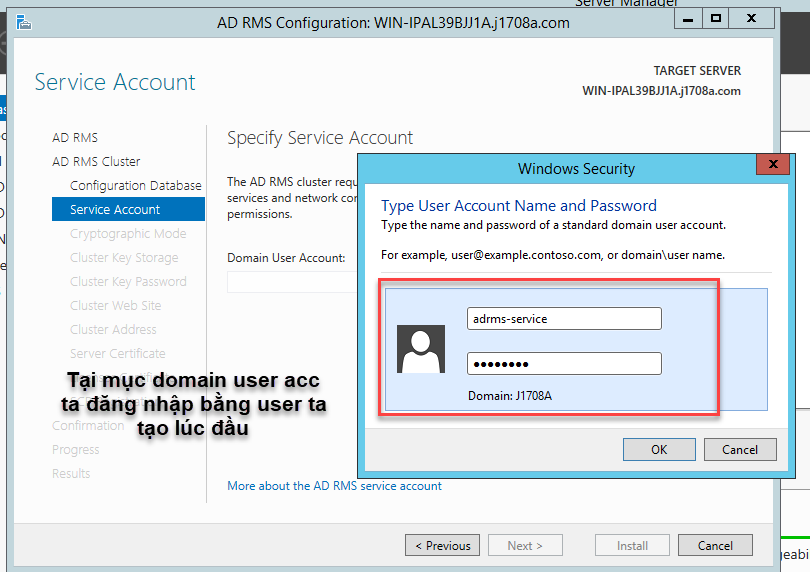 Server Manager
AD RMS Configuration: WIN-IPAL39BJJ1A.j1708a.com
Service Account
TARGET SERVER
WIN-IPAL39BJJ1A.j1708a.com
AD RMS
AD RMS Cluster
Configuration Database
Service Account
Cryptographic Mode
Cluster Key Storage
Cluster Key Password
Cluster Web Site
Cluster Address
Server Certificate
Confirmation
Progress
Results
Specify Service Account
The AD RMS cluster
services and network
permissions.
Domain User Account:
Windows Security
X
Type User Account Name and Password
Type the name and password of a standard domain user account.
For example, user@example.contoso.com, or domain\user name.
adrms-service
●●●●●●●●
Domain: J1708A
OK
Cancel
Tại mục domain user acc
ta đăng nhập bằng user ta
tạo lúc đầu
More about the AD RMS service account
< Previous
Next >
Install
Cancel